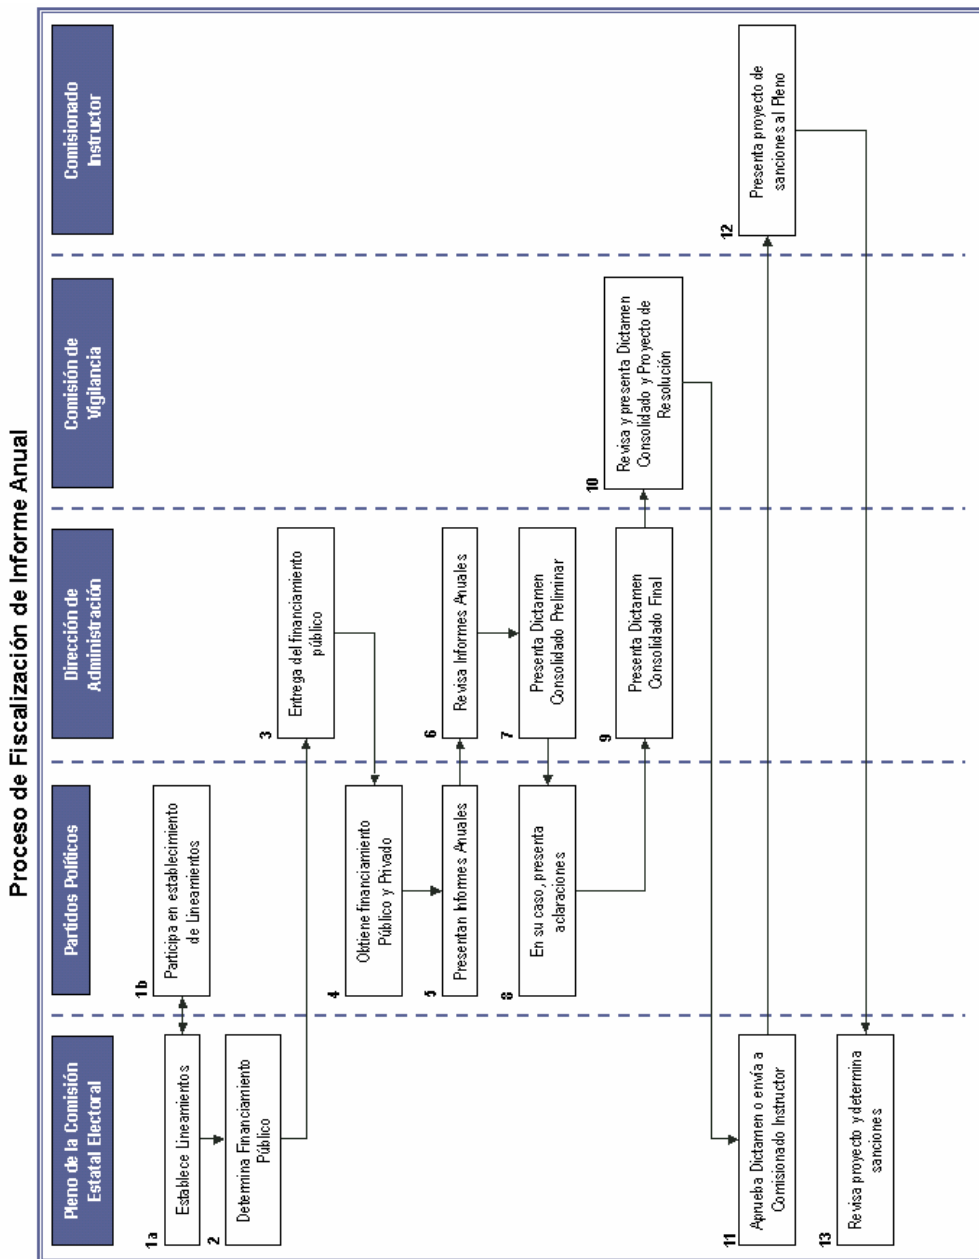 Proceso de Fiscalización de Informe Anual
Pleno de la Comisión
Estatal Electoral
Partidos Políticos
Dirección de
Administración
Comisión de
Vigilancia
Comisionado
Instructor
1a
Establece Lineamientos
1b
Participa en establecimiento
de Lineamientos
2
Determina Financiamiento
Público
3
Entrega del financiamiento
público
4
Obtiene financiamiento
Público y Privado
5
Presentan Informes Anuales
6
Revisa Informes Anuales
7
Presenta Dictamen
Consolidado Preliminar
8
En su caso, presenta
aclaraciones
9
Presenta Dictamen
Consolidado Final
10
Revisa y presenta Dictamen
Consolidado y Proyecto de
Resolución
11
Aprueba Dictamen o envía a
Comisionado Instructor
12
Presenta proyecto de
sanciones al Pleno
13
Revisa proyecto y determina
sanciones